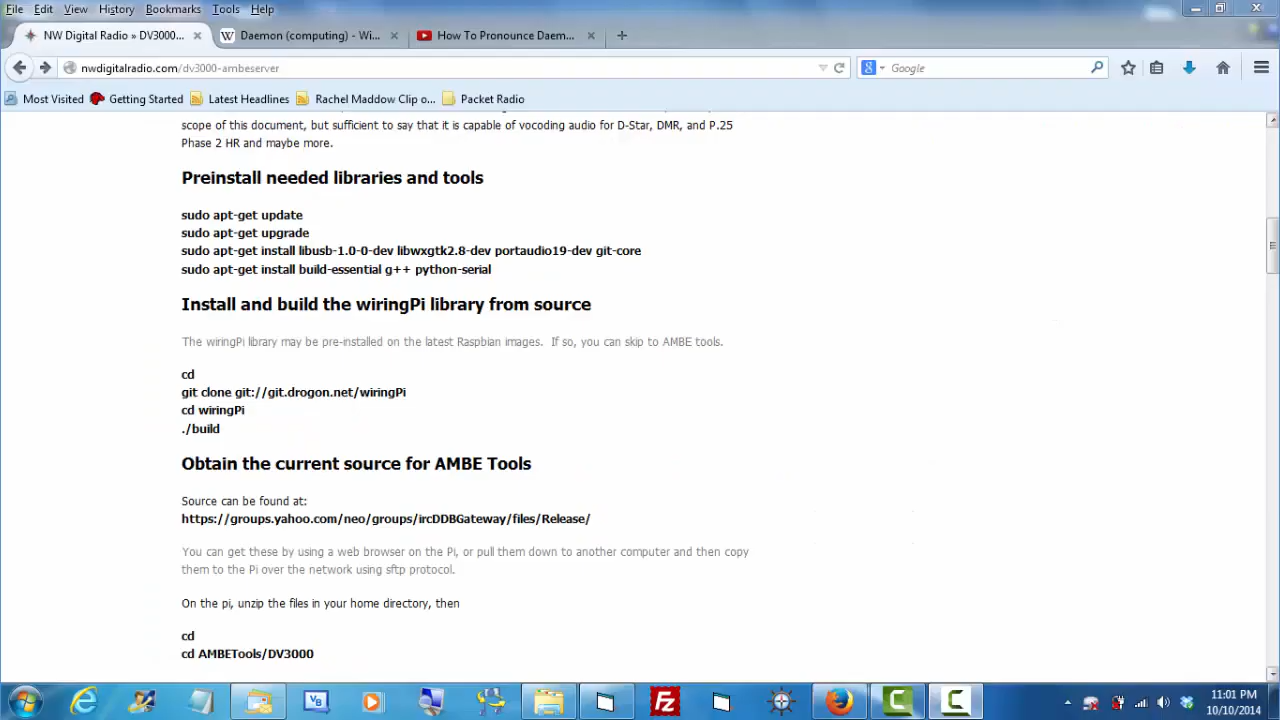 File Edit View History Bookmarks Tools Help
NW Digital Radio » DV3000... × W Daemon (computing) - Wi... × How To Pronounce Daem... × +
nwdigitalradio.com/dv3000-ambeserver
Google
Most Visited Getting Started Latest Headlines Rachel Maddow Clip o... Packet Radio
scope of this document, but sufficient to say that it is capable of vocoding audio for D-Star, DMR, and P.25
Phase 2 HR and maybe more.
Preinstall needed libraries and tools
sudo apt-get update
sudo apt-get upgrade
sudo apt-get install libusb-1.0-0-dev libwxgtk2.8-dev portaudio19-dev git-core
sudo apt-get install build-essential g++ python-serial
Install and build the wiringPi library from source
The wiringPi library may be pre-installed on the latest Raspbian images. If so, you can skip to AMBE tools.
cd
git clone git://git.drogon.net/wiringPi
cd wiringPi
./build
Obtain the current source for AMBE Tools
Source can be found at:
https://groups.yahoo.com/neo/groups/ircDDBGateway/files/Release/
You can get these by using a web browser on the Pi, or pull them down to another computer and then copy
them to the Pi over the network using sftp protocol.
On the pi, unzip the files in your home directory, then
cd
cd AMBETools/DV3000
11:01 PM
10/10/2014